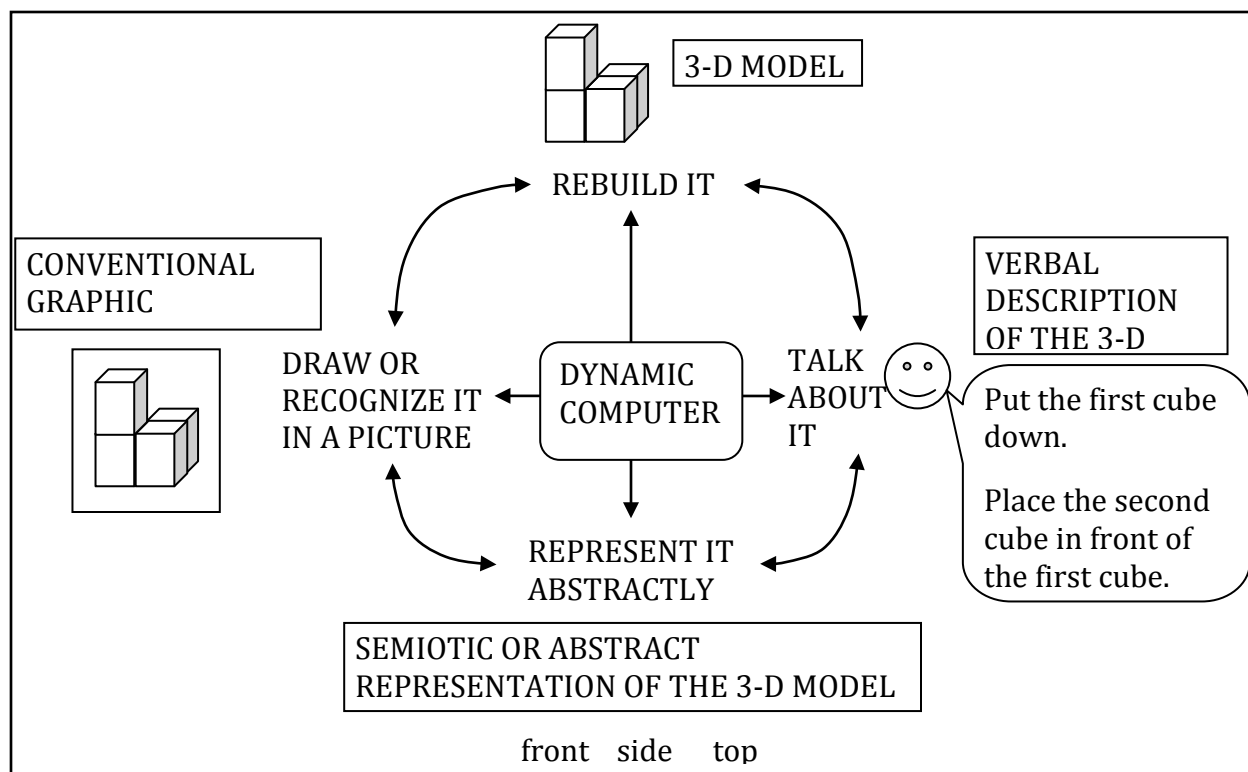 3-D MODEL
REBUILD IT
CONVENTIONAL
GRAPHIC
VERBAL
DESCRIPTION
OF THE 3-D
DRAW OR
RECOGNIZE IT
IN A PICTURE
DYNAMIC
COMPUTER
TALK
ABOUT
IT
Put the first cube
down.
Place the second
cube in front of
the first cube.
REPRESENT IT
ABSTRACTLY
SEMIOTIC OR ABSTRACT
REPRESENTATION OF THE 3-D MODEL
front side top